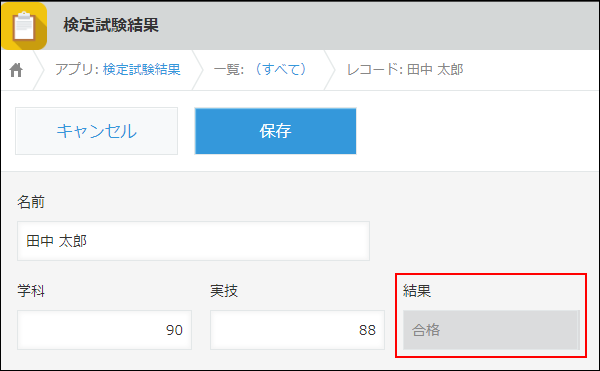 検定試験結果
アプリ: 検定試験結果 一覧: （すべて） レコード: 田中 太郎
キャンセル 保存
名前
田中 太郎
学科 実技 結果
90 88 合格